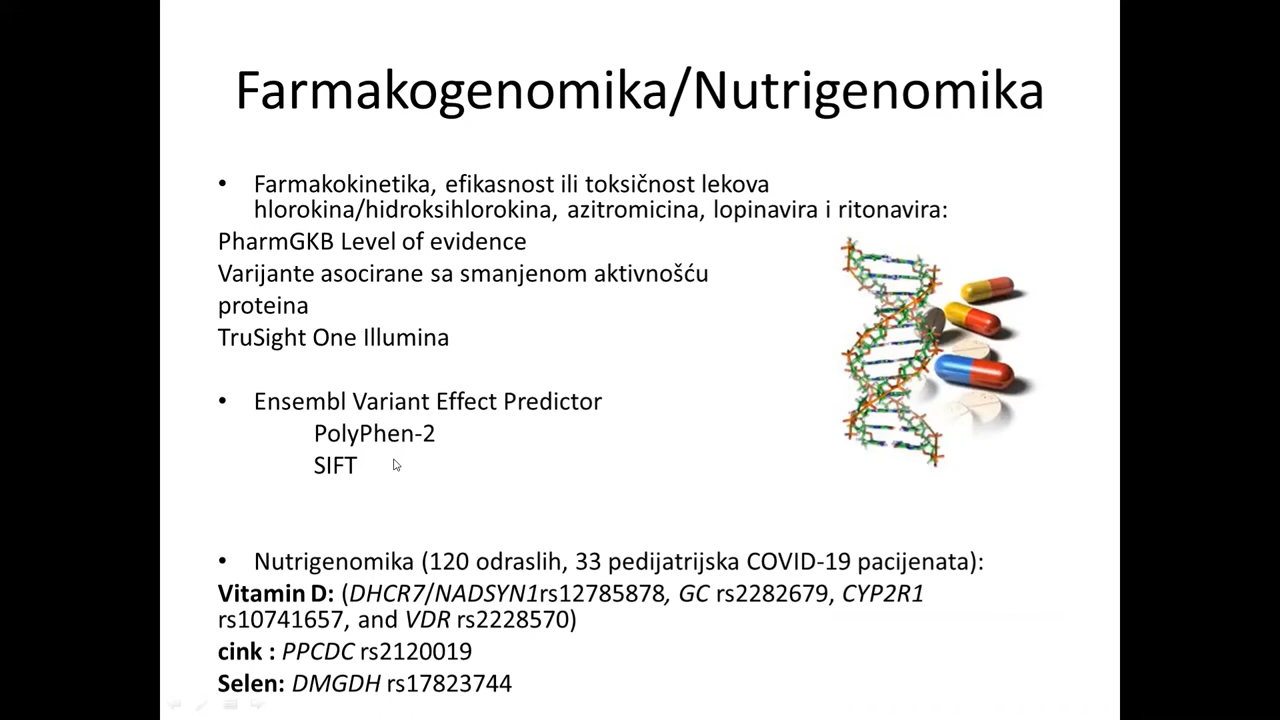 Farmakogenomika/Nutrigenomika
• Farmakokinetika, efikasnost ili toksičnost lekova
hlorokina/hidroksihlorokina, azitromicina, lopinavira i ritonavira:
PharmGKB Level of evidence
Varijante asocirane sa smanjenom aktivnošću
proteina
TruSight One Illumina
• Ensembl Variant Effect Predictor
PolyPhen-2
SIFT
• Nutrigenomika (120 odraslih, 33 pedijatrijska COVID-19 pacijenata):
Vitamin D: (DHCR7/NADSYN1rs12785878, GC rs2282679, CYP2R1
rs10741657, and VDR rs2228570)
cink : PPCDC rs2120019
Selen: DMGDH rs17823744